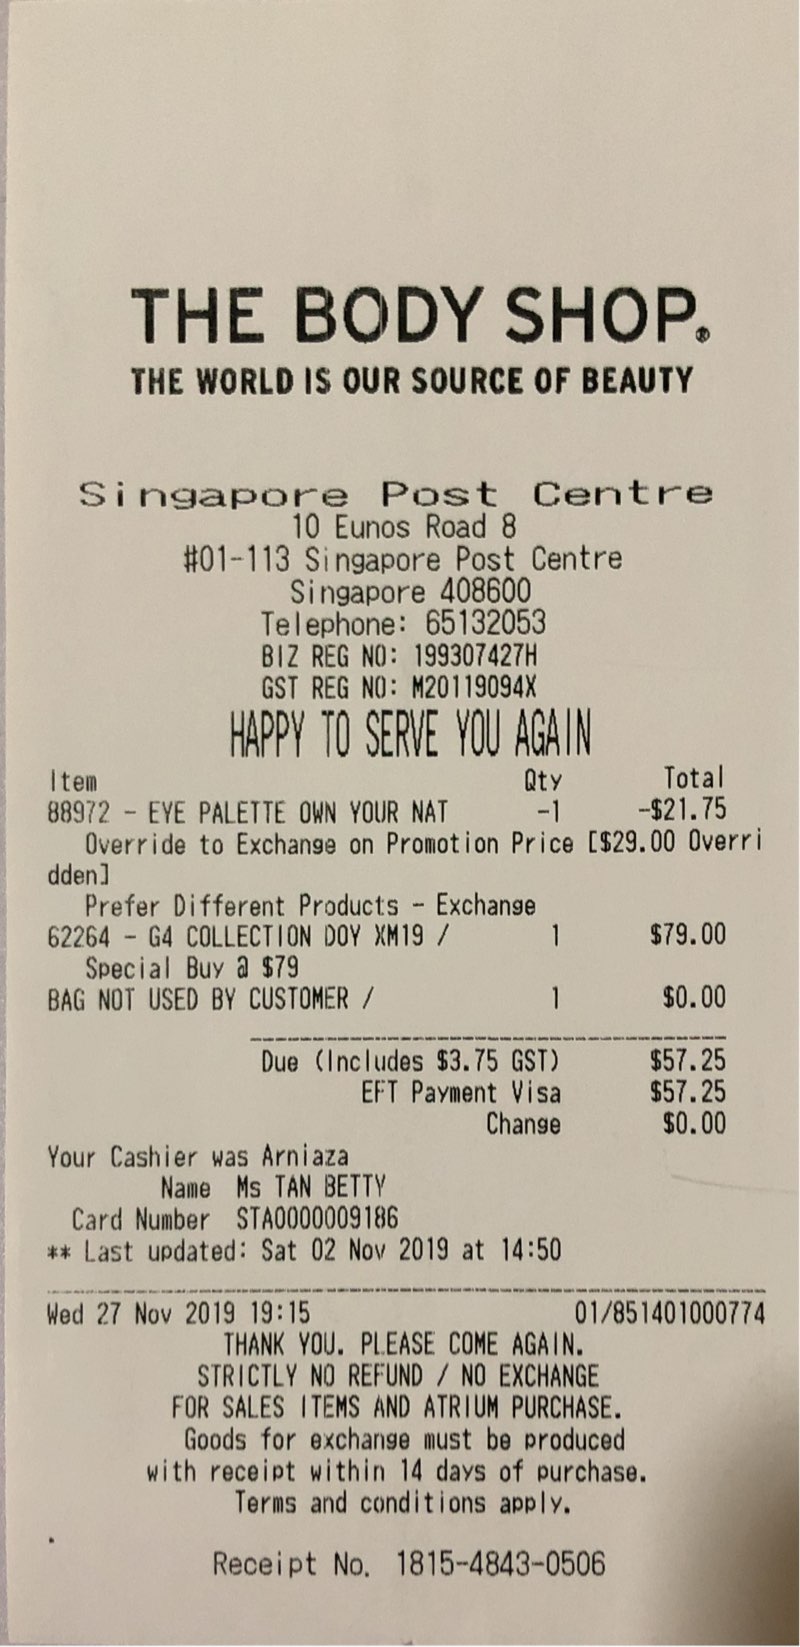 THE BODY SHOP®
THE WORLD IS OUR SOURCE OF BEAUTY
Singapore Post Centre
10 Eunos Road 8
#01-113 Singapore Post Centre
Singapore 408600
Telephone: 65132053
BIZ REG NO: 199307427H
GST REG NO: M20119094X
HAPPY TO SERVE YOU AGAIN
Item Qty Total
88972 - EYE PALETTE OWN YOUR NAT -1 -$21.75
Override to Exchange on Promotion Price [$29.00 Overri
dden]
Prefer Different Products - Exchange
62264 - G4 COLLECTION DOY XM19 / 1 $79.00
Special Buy @ $79
BAG NOT USED BY CUSTOMER / 1 $0.00
Due (Includes $3.75 GST) $57.25
EFT Payment Visa $57.25
Change $0.00
Your Cashier was Arniaza
Name Ms TAN BETTY
Card Number STA0000009186
** Last updated: Sat 02 Nov 2019 at 14:50
Wed 27 Nov 2019 19:15 01/851401000774
THANK YOU. PLEASE COME AGAIN.
STRICTLY NO REFUND / NO EXCHANGE
FOR SALES ITEMS AND ATRIUM PURCHASE.
Goods for exchange must be produced
with receipt within 14 days of purchase.
Terms and conditions apply.
Receipt No. 1815-4843-0506